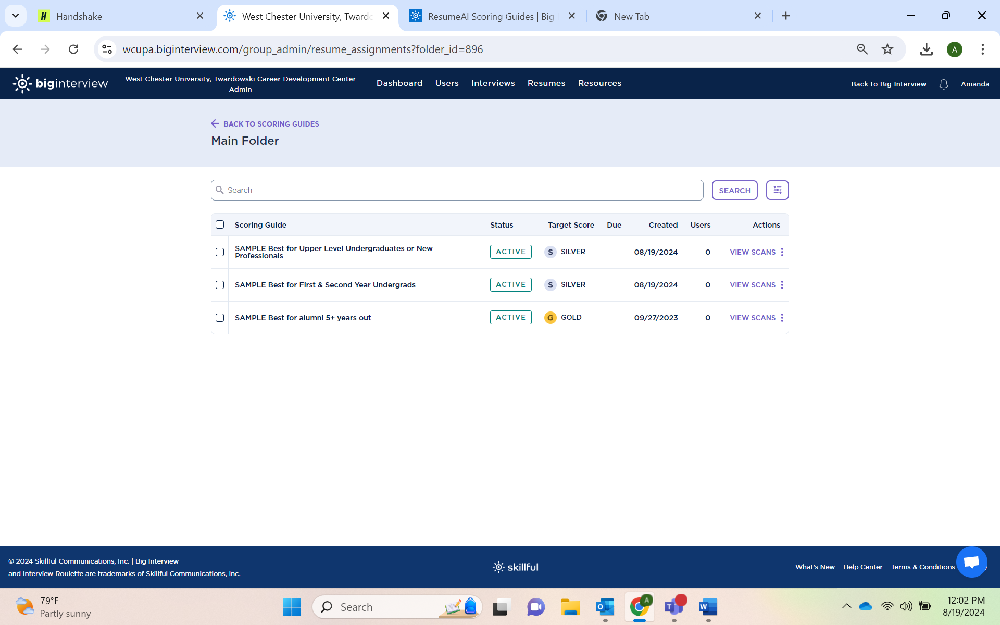 Handshake
West Chester University, Twardo
ResumeAI Scoring Guides | Big
New Tab
wcupa.biginterview.com/group_admin/resume_assignments?folder_id=896
A
biginterview
West Chester University, Twardowski Career Development Center
Admin
Dashboard
Users
Interviews
Resumes
Resources
Back to Big Interview
Amanda
BACK TO SCORING GUIDES
Main Folder
Search
SEARCH
Scoring Guide Status Target Score Due Created Users Actions
SAMPLE Best for Upper Level Undergraduates or New
Professionals
ACTIVE S SILVER 08/19/2024 0 VIEW SCANS
SAMPLE Best for First & Second Year Undergrads ACTIVE S SILVER 08/19/2024 0 VIEW SCANS
SAMPLE Best for alumni 5+ years out ACTIVE G GOLD 09/27/2023 0 VIEW SCANS
© 2024 Skillful Communications, Inc. | Big Interview
and Interview Roulette are trademarks of Skillful Communications, Inc.
skillful
What's New
Help Center
Terms & Conditions
79°F
Partly sunny
Search
A
12:02 PM
8/19/2024